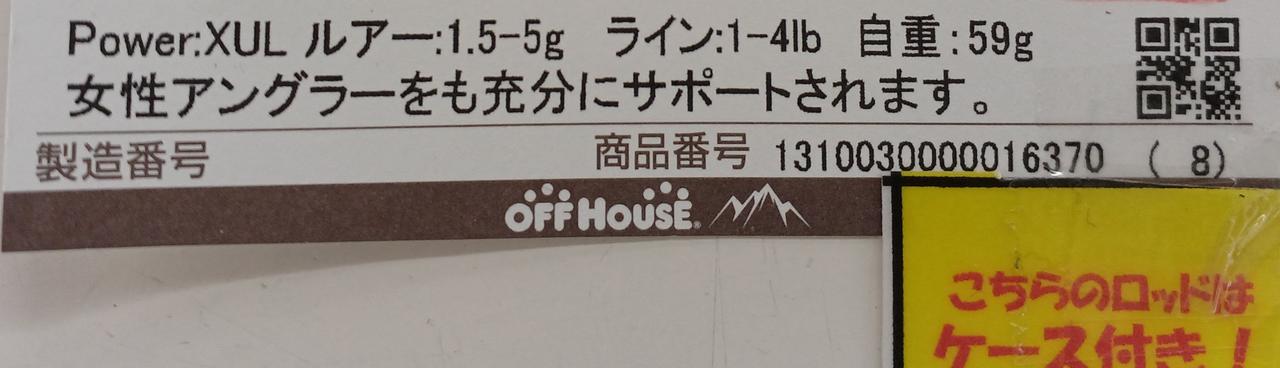 Power:XUL ルアー:1.5-5g ライン:1-4lb 自重:59g
女性アングラーをも充分にサポートされます。
製造番号 商品番号 1310030000016370 ( 8)
OFF HOUSE®
こちらのロッドは
ケース付き!